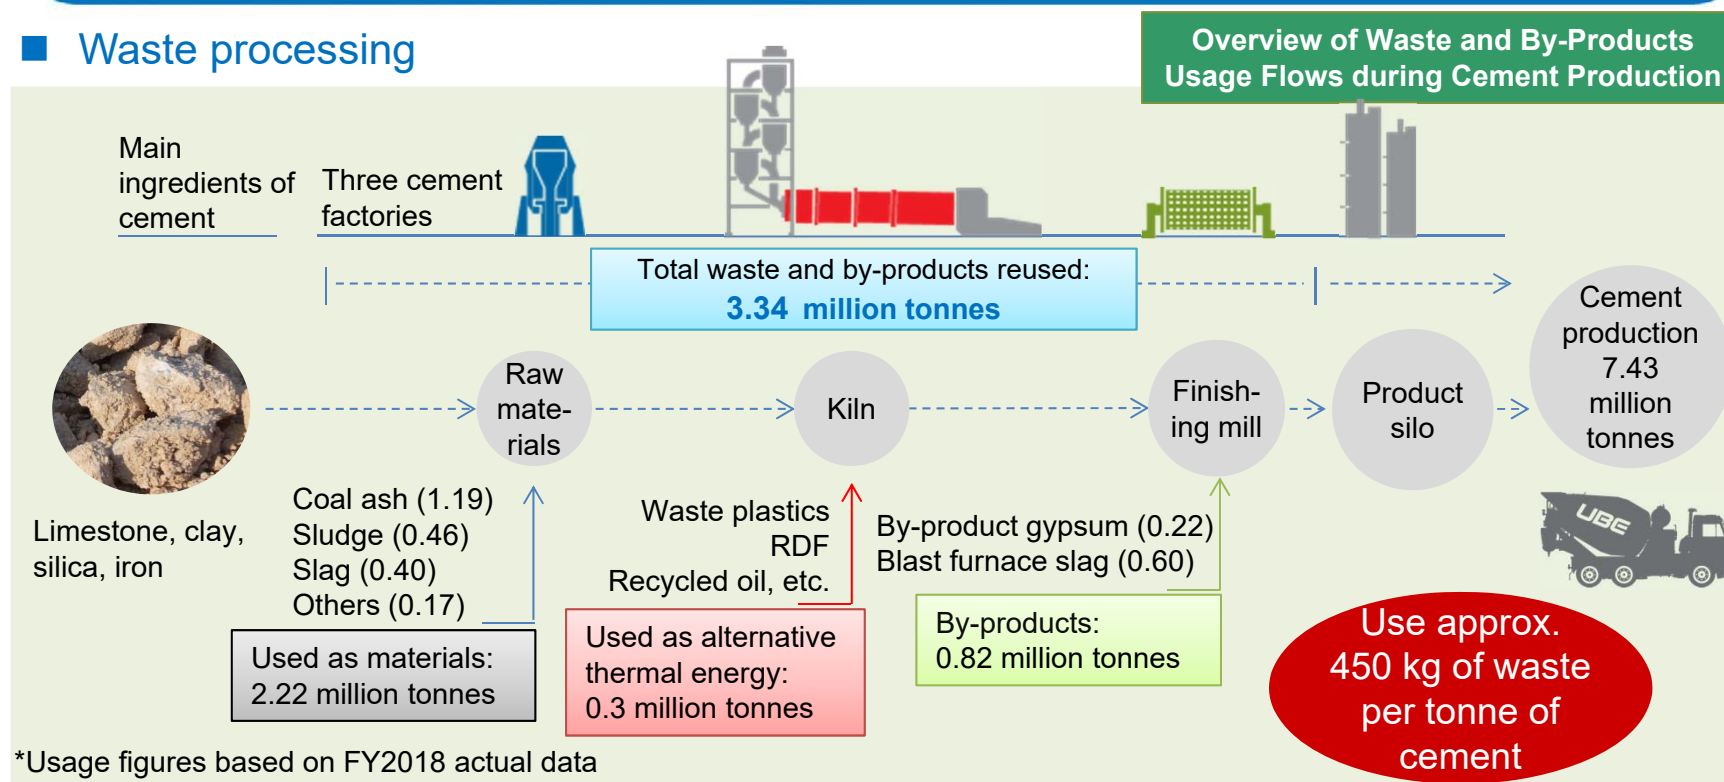 Waste processing
Overview of Waste and By-Products
Usage Flows during Cement Production
Main
ingredients of
cement
Three cement
factories
Total waste and by-products reused:
3.34 million tonnes
Cement
production
7.43
million
tonnes
Raw
mate-
rials
Kiln
Finish-
ing mill
Product
silo
Limestone, clay,
silica, iron
Coal ash (1.19)
Sludge (0.46)
Slag (0.40)
Others (0.17)
Waste plastics
RDF
Recycled oil, etc.
By-product gypsum (0.22)
Blast furnace slag (0.60)
UBE
Used as materials:
2.22 million tonnes
Used as alternative
thermal energy:
0.3 million tonnes
By-products:
0.82 million tonnes
Use approx.
450 kg of waste
per tonne of
cement
*Usage figures based on FY2018 actual data